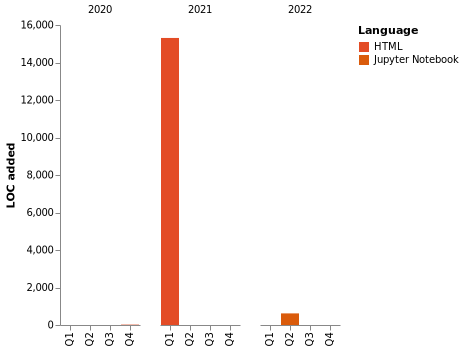 2020 2021 2022
Language
HTML
Jupyter Notebook
LOC added
16,000
14,000
12,000
10,000
8,000
6,000
4,000
2,000
0
Q1 Q2 Q3 Q4 Q1 Q2 Q3 Q4 Q1 Q2 Q3 Q4